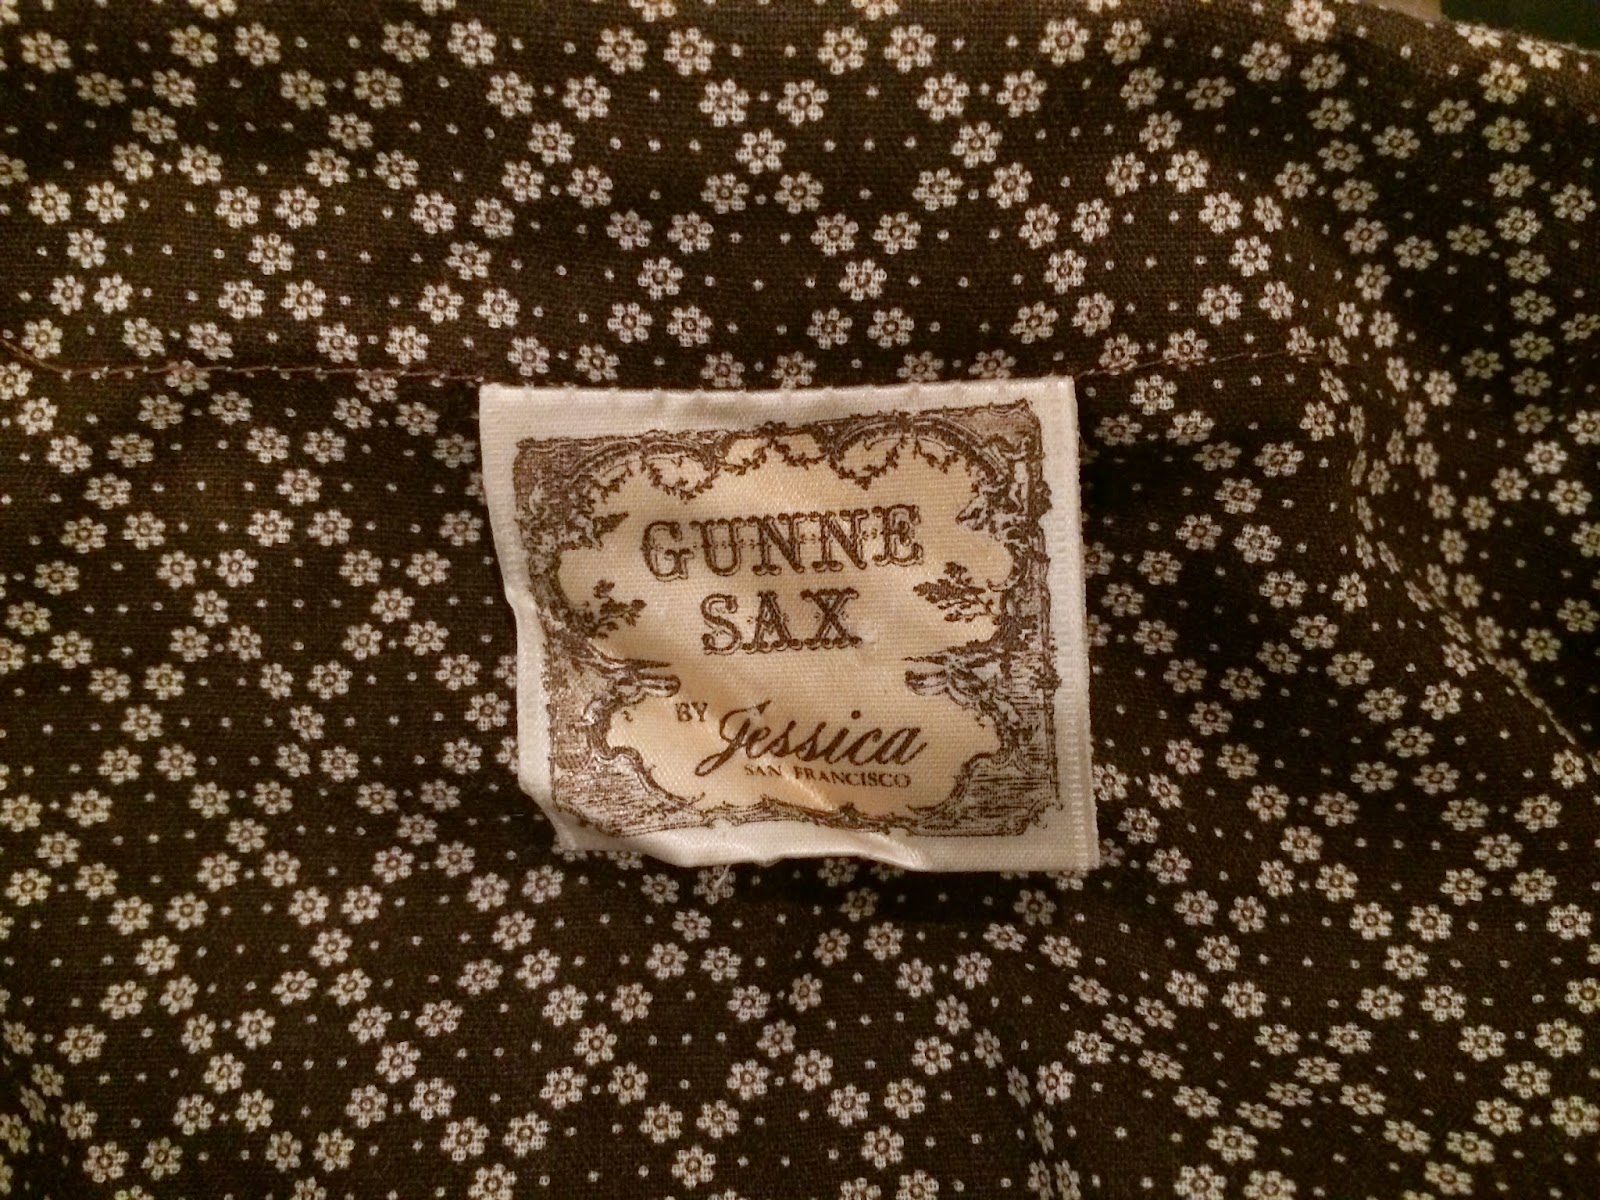 GUNNE
SAX
BY Jessica
SAN FRANCISCO